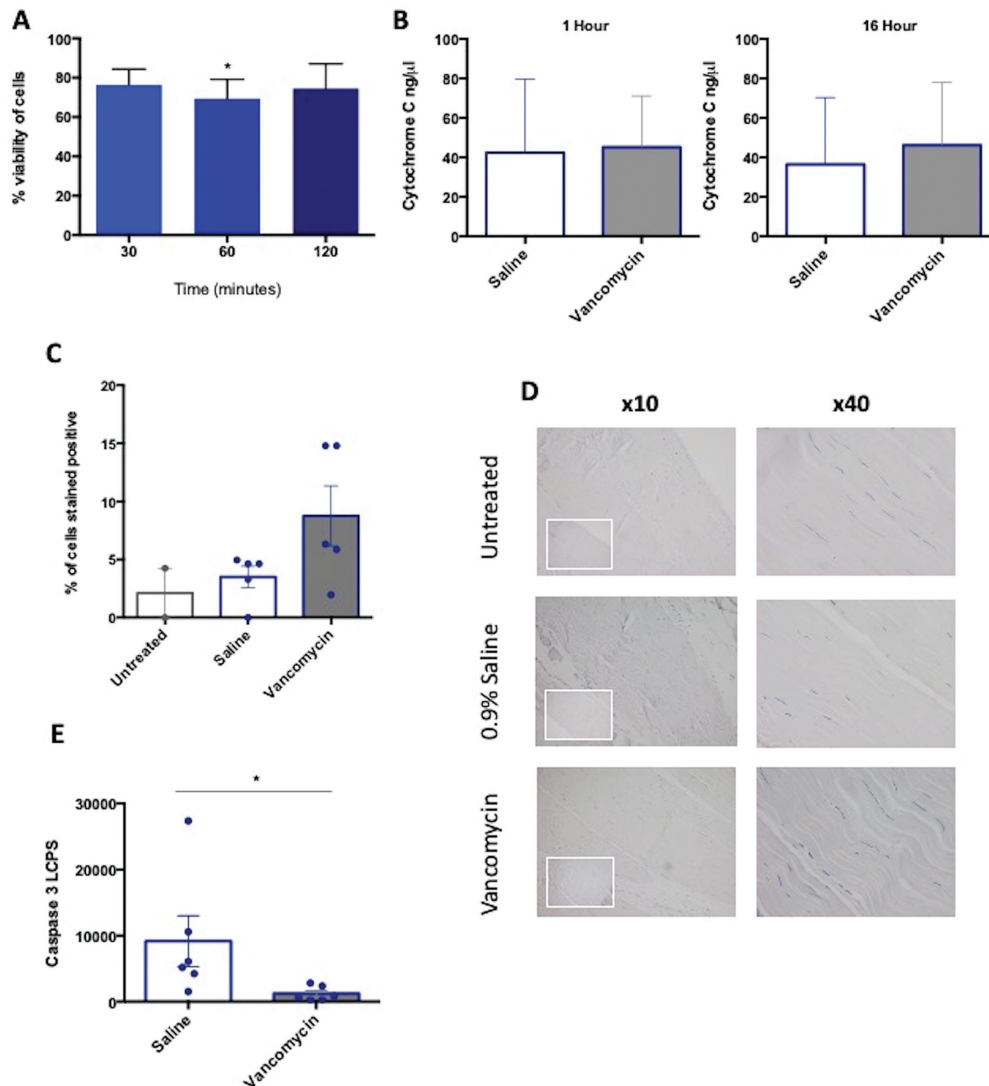 A
% viability of cells
100
80
60
40
20
0
*
30 60 120
Time (minutes)
B
1 Hour
Cytochrome C ng/µl
100
80
60
40
20
0
Saline
Vancomycin
16 Hour
Cytochrome C ng/µl
100
80
60
40
20
0
Saline
Vancomycin
C
% of cells stained positive
20
15
10
5
0
Untreated
Saline
Vancomycin
D
x10 x40
Untreated
0.9% Saline
Vancomycin
E
Caspase 3 LCPS
30000
20000
10000
0
*
Saline
Vancomycin